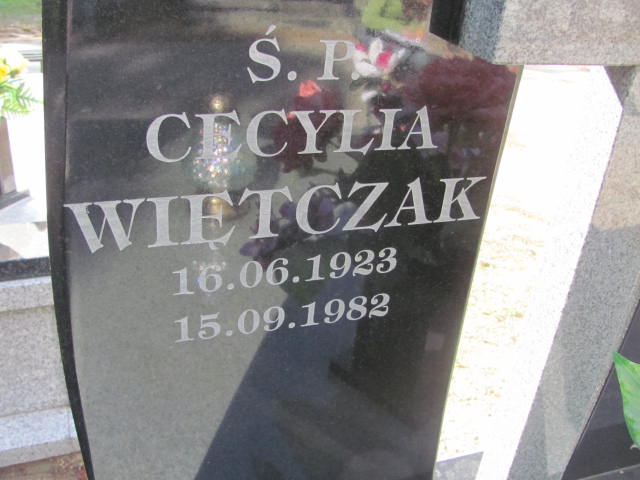 Ś. P.
CECYLIA
WIĘTCZAK
16.06.1923
15.09.1982